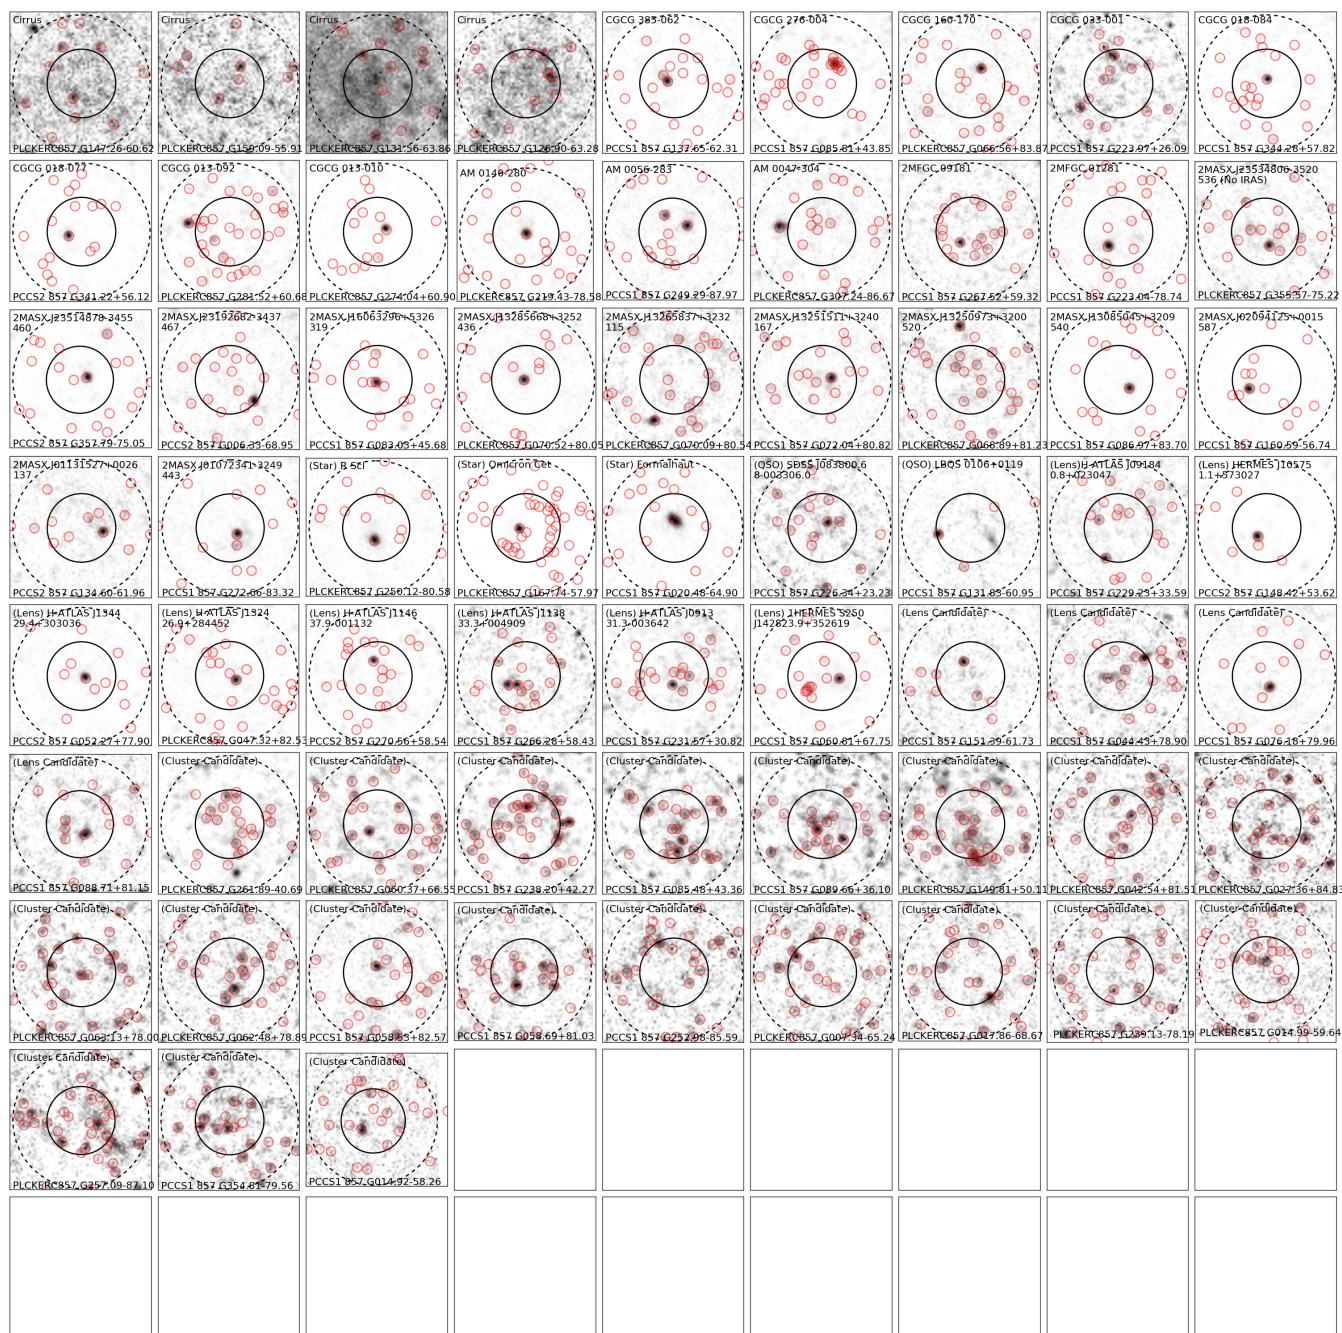 Cirrus
PLCKERC857 G147.26-60.62
Cirrus
PLCKERC857 G159.09-55.91
Cirrus
PLCKERC857 G131.56-63.86
Cirrus
PLCKERC857 G126.90-63.28
CGCG 385-062
PCCS1 857 G137.65-62.31
CGCG 276-004
PCCS1 857 G085.81+43.85
CGCG 160-170
PLCKERC857 G066.56+83.87
CGCG 033-001
PCCS1 857 G223.97+26.09
CGCG 018-084
PCCS1 857 G344.28+57.82
CGCG 018-077
PCCS2 857 G341.22+56.12
CGCG 013-092
PLCKERC857 G281.52+60.68
CGCG 013-010
PLCKERC857 G274.04+60.90
AM 0140-280
PLCKERC857 G219.43-78.58
AM 0056-283
PCCS1 857 G249.29-87.97
AM 0047-304
PLCKERC857 G307.24-86.67
2MFGC 09181
PCCS1 857 G267.52+59.32
2MFGC 01281
PCCS1 857 G223.04-78.74
2MASX J23534806-3520
536 (No IRAS)
PLCKERC857 G355.57-75.22
2MASX J23514878-3455
460
PCCS2 857 G357.79-75.05
2MASX J23192682-3437
467
PCCS2 857 G006.33-68.95
2MASX J16063296+5326
319
PCCS1 857 G083.03+45.68
2MASX J13285668+3252
436
PLCKERC857 G070.52+80.05
2MASX J13265837+3232
115
PLCKERC857 G070.09+80.54
2MASX J13251511+3240
167
PCCS1 857 G072.04+80.82
2MASX J13250973+3200
520
PLCKERC857 G068.89+81.23
2MASX J13085045+3209
540
PCCS1 857 G086.97+83.70
2MASX J02094125+0015
587
PCCS1 857 G160.59-56.74
2MASX J01131527+0026
137
PCCS2 857 G134.60-61.96
2MASX J01072341-3249
443
PCCS1 857 G272.66-83.32
(Star) R Scl
PLCKERC857 G250.12-80.58
(Star) Omicron Cet
PLCKERC857 G167.74-57.97
(Star) Formalhaut
PCCS1 857 G020.48-64.90
(QSO) SDSS J083800.6
8-003306.0
PCCS1 857 G226.34+23.23
(QSO) LBQS 0106+0119
PCCS1 857 G131.83-60.95
(Lens)H-ATLAS J09184
0.8+023047
PCCS1 857 G229.23+33.59
(Lens) HERMES J10575
1.1+573027
PCCS2 857 G148.42+53.62
(Lens) H-ATLAS J1344
29.4+303036
PCCS2 857 G052.27+77.90
(Lens) H-ATLAS J1324
26.9+284452
PLCKERC857 G047.32+82.53
(Lens) H-ATLAS J1146
37.9-001132
PCCS2 857 G270.56+58.54
(Lens) H-ATLAS J1138
33.3+004909
PCCS1 857 G266.28+58.43
(Lens) H-ATLAS J0913
31.3-003642
PCCS1 857 G231.57+30.82
(Lens) 1HERMES S250
J142823.9+352619
PCCS1 857 G060.81+67.75
(Lens Candidate)
PCCS1 857 G151.39-61.73
(Lens Candidate)
PCCS1 857 G044.43+78.90
(Lens Candidate)
PCCS1 857 G076.18+79.96
(Lens Candidate)
PCCS1 857 G088.71+81.15
(Cluster Candidate)
PLCKERC857 G261.89-40.69
(Cluster Candidate)
PLCKERC857 G060.37+66.55
(Cluster Candidate)
PCCS1 857 G238.20+42.27
(Cluster Candidate)
PCCS1 857 G085.48+43.36
(Cluster Candidate)
PCCS1 857 G089.66+36.10
(Cluster Candidate)
PLCKERC857 G149.81+50.11
(Cluster Candidate)
PLCKERC857 G042.54+81.51
(Cluster Candidate)
PLCKERC857 G027.36+84.83
(Cluster Candidate)
PLCKERC857 G063.13+78.00
(Cluster Candidate)
PLCKERC857 G062.48+78.89
(Cluster Candidate)
PCCS1 857 G058.53+82.57
(Cluster Candidate)
PCCS1 857 G058.69+81.03
(Cluster Candidate)
PCCS1 857 G252.98-85.59
(Cluster Candidate)
PLCKERC857 G007.34-65.24
(Cluster Candidate)
PLCKERC857 G017.86-68.67
(Cluster Candidate)
PLCKERC857 G239.13-78.19
(Cluster Candidate)
PLCKERC857 G014.99-59.64
(Cluster Candidate)
PLCKERC857 G257.09-87.10
(Cluster Candidate)
PCCS1 857 G354.81-79.56
(Cluster Candidate)
PCCS1 857 G014.92-58.26